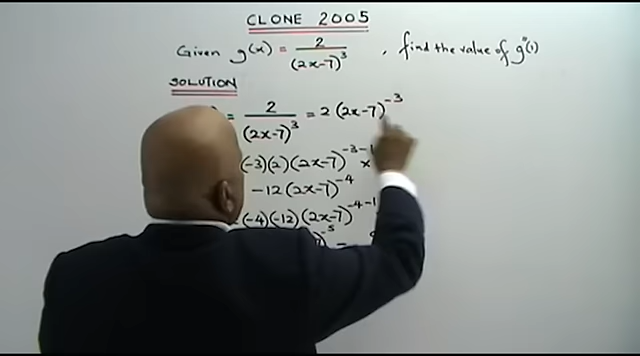 CLONE 2005
Given g(x) = 2/(2x-7)³ , find the value of g"(1)
SOLUTION
= 2/(2x-7)³ = 2(2x-7)⁻³
(-3)(2)(2x-7)⁻³⁻¹ x
-12(2x-7)⁻⁴
(-4)(-12)(2x-7)⁻⁴⁻¹
⁻⁵ =